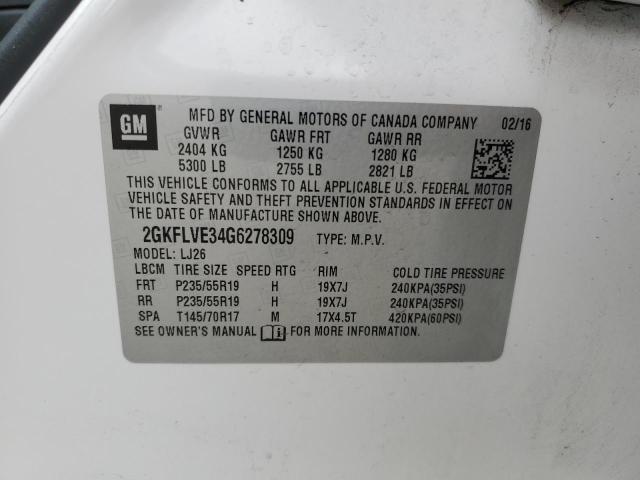 GM
MFD BY GENERAL MOTORS OF CANADA COMPANY 02/16
GVWR GAWR FRT GAWR RR
2404 KG 1250 KG 1280 KG
5300 LB 2755 LB 2821 LB
THIS VEHICLE CONFORMS TO ALL APPLICABLE U.S. FEDERAL MOTOR
VEHICLE SAFETY AND THEFT PREVENTION STANDARDS IN EFFECT ON
THE DATE OF MANUFACTURE SHOWN ABOVE.
2GKFLVE34G6278309 TYPE: M.P.V.
MODEL: LJ26
LBCM TIRE SIZE SPEED RTG RIM COLD TIRE PRESSURE
FRT P235/55R19 H 19X7J 240KPA(35PSI)
RR P235/55R19 H 19X7J 240KPA(35PSI)
SPA T145/70R17 M 17X4.5T 420KPA(60PSI)
SEE OWNER'S MANUAL FOR MORE INFORMATION.